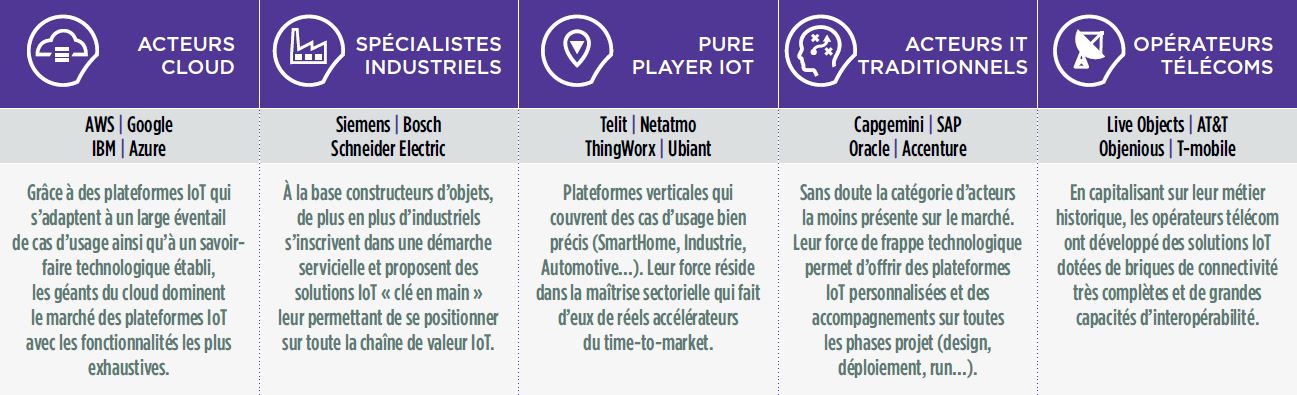 ACTEURS
CLOUD
AWS | Google
IBM | Azure
Grâce à des plateformes IoT qui
s’adaptent à un large éventail
de cas d’usage ainsi qu’à un savoir-
faire technologique établi,
les géants du cloud dominent
le marché des plateformes IoT
avec les fonctionnalités les plus
exhaustives.
SPÉCIALISTES
INDUSTRIELS
Siemens | Bosch
Schneider Electric
À la base constructeurs d’objets,
de plus en plus d’industriels
s’inscrivent dans une démarche
servicielle et proposent des
solutions IoT « clé en main »
leur permettant de se positionner
sur toute la chaîne de valeur IoT.
PURE
PLAYER IOT
Telit | Netatmo
ThingWorx | Ubiant
Plateformes verticales qui
couvrent des cas d’usage bien
précis (SmartHome, Industrie,
Automotive...). Leur force réside
dans la maîtrise sectorielle qui fait
d’eux de réels accélérateurs
du time-to-market.
ACTEURS IT
TRADITIONNELS
Capgemini | SAP
Oracle | Accenture
Sans doute la catégorie d’acteurs
la moins présente sur le marché.
Leur force de frappe technologique
permet d’offrir des plateformes
IoT personnalisées et des
accompagnements sur toutes
les phases projet (design,
déploiement, run...).
OPÉRATEURS
TÉLÉCOMS
Live Objects | AT&T
Objenious | T-mobile
En capitalisant sur leur métier
historique, les opérateurs télécom
ont développé des solutions IoT
dotées de briques de connectivité
très complètes et de grandes
capacités d’interopérabilité.